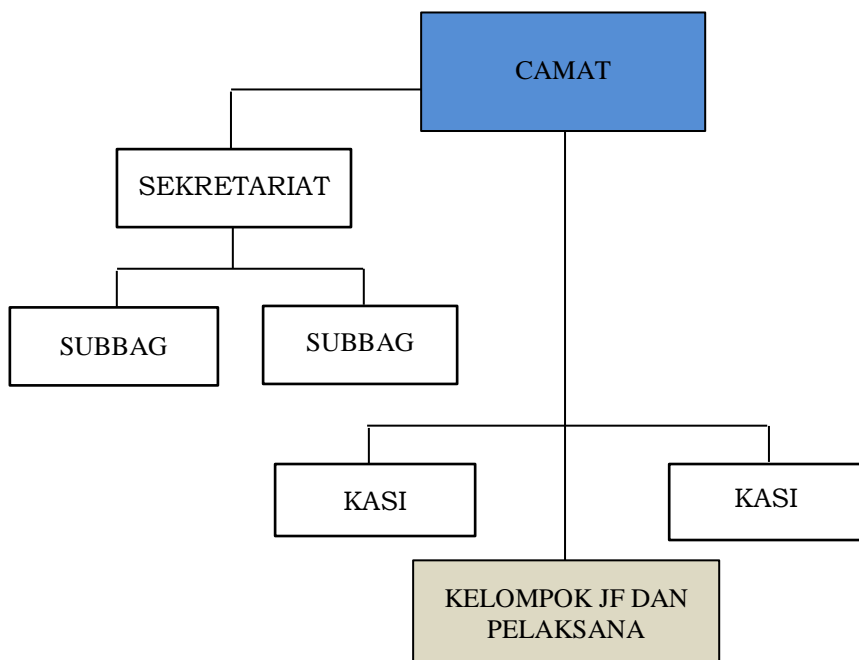 CAMAT
SEKRETARIAT
SUBBAG
SUBBAG
KASI
KASI
KELOMPOK JF DAN
PELAKSANA